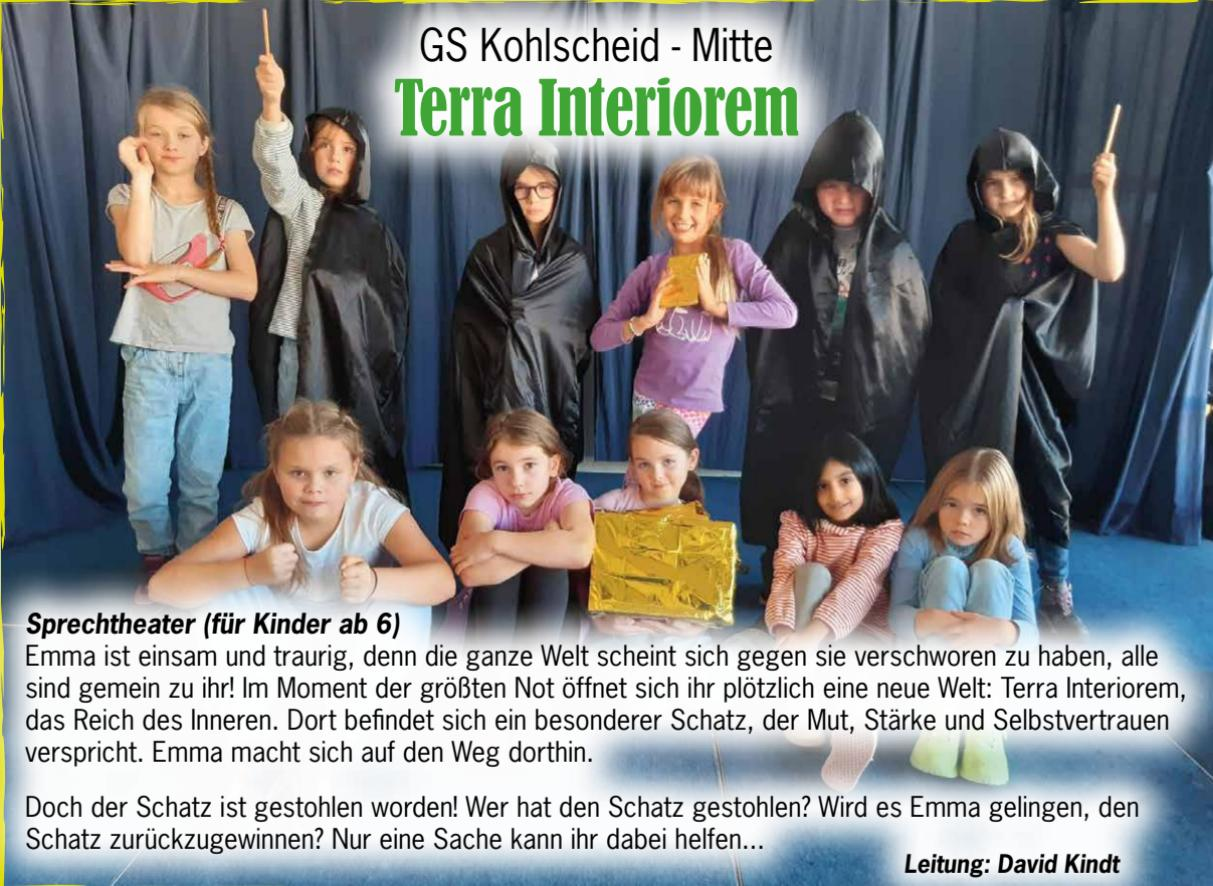 GS Kohlscheid - Mitte
Terra Interiorem
Sprechtheater (für Kinder ab 6)
Emma ist einsam und traurig, denn die ganze Welt scheint sich gegen sie verschworen zu haben, alle
sind gemein zu ihr! Im Moment der größten Not öffnet sich ihr plötzlich eine neue Welt: Terra Interiorem,
das Reich des Inneren. Dort befindet sich ein besonderer Schatz, der Mut, Stärke und Selbstvertrauen
verspricht. Emma macht sich auf den Weg dorthin.
Doch der Schatz ist gestohlen worden! Wer hat den Schatz gestohlen? Wird es Emma gelingen, den
Schatz zurückzugewinnen? Nur eine Sache kann ihr dabei helfen...
Leitung: David Kindt